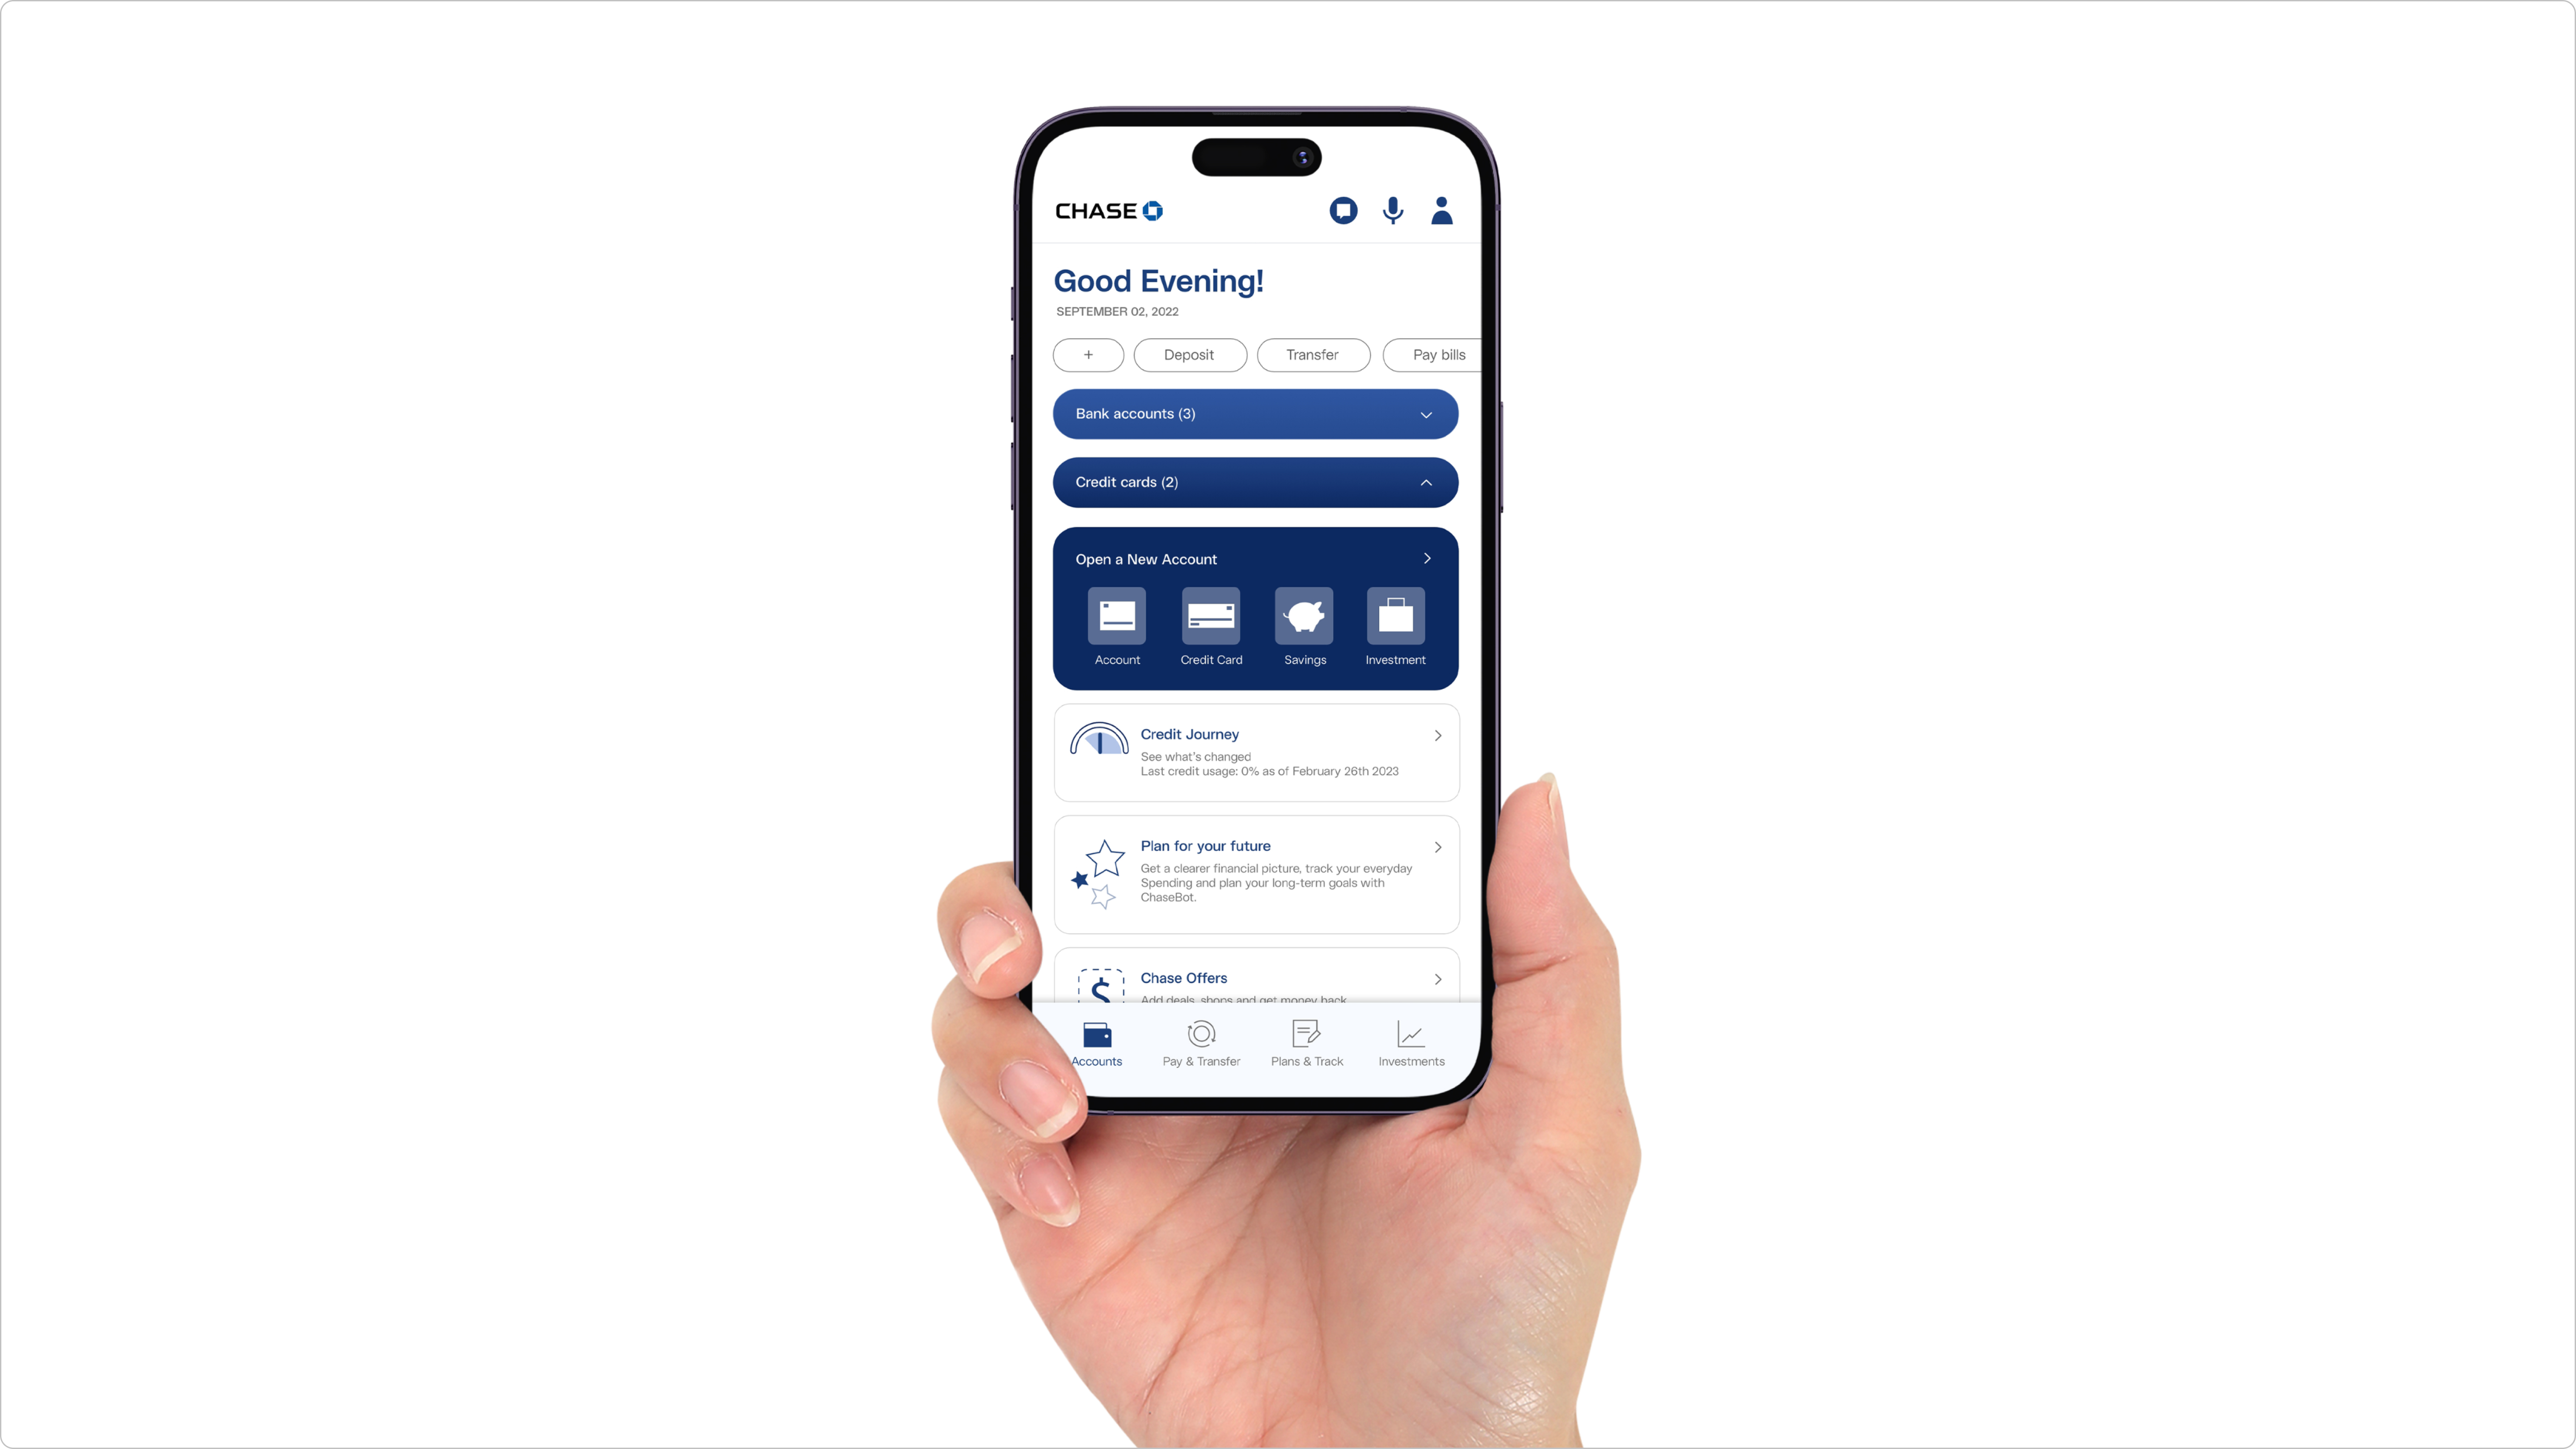 CHASE
Good Evening!
SEPTEMBER 02, 2022
+ Deposit Transfer Pay bills
Bank accounts (3)
Credit cards (2)
Open a New Account
Account Credit Card Savings Investment
Credit Journey
See what's changed
Last credit usage: 0% as of February 26th 2023
Plan for your future
Get a clearer financial picture, track your everyday
Spending and plan your long-term goals with
ChaseBot.
Chase Offers
Add deals, shops and get money back
Accounts Pay & Transfer Plans & Track Investments